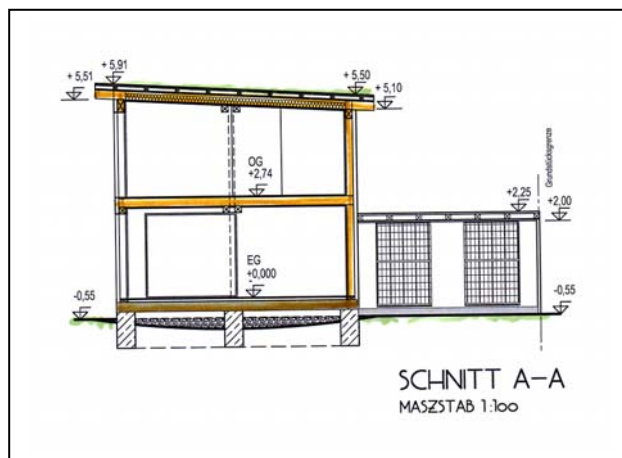 + 5,91
+ 5,51
+ 5,50
+ 5,10
OG
+2,74
Grundstücksgrenze
+2,25
+2,00
EG
+0,000
-0,55
-0,55
SCHNITT A-A
MASZSTAB 1:100